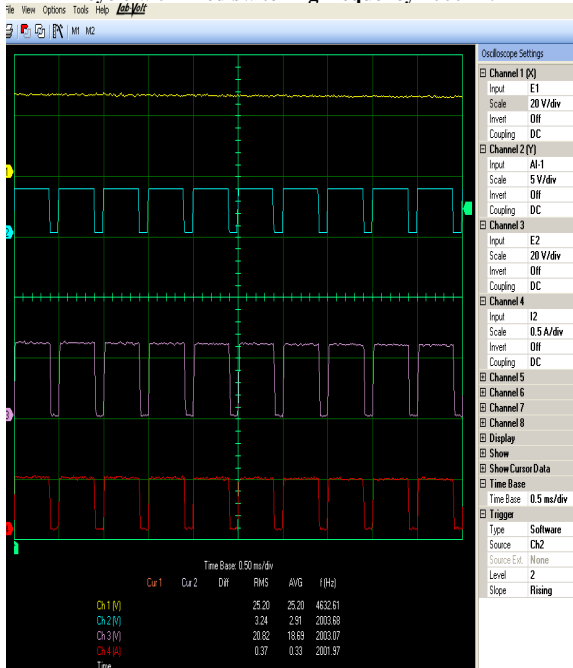 File View Options Tools Help Lab-Volt
M1 M2
Oscilloscope Settings
Channel 1 (X)
Input E1
Scale 20 V/div
Invert Off
Coupling DC
Channel 2 (Y)
Input AI-1
Scale 5 V/div
Invert Off
Coupling DC
Channel 3
Input E2
Scale 20 V/div
Invert Off
Coupling DC
Channel 4
Input I2
Scale 0.5 A/div
Invert Off
Coupling DC
Channel 5
Channel 6
Channel 7
Channel 8
Display
Show
Show Cursor Data
Time Base
Time Base 0.5 ms/div
Trigger
Type Software
Source Ch2
Source Ext. None
Level 2
Slope Rising
1
2
3
Time Base: 0.50 ms/div
Cur 1 Cur 2 Diff RMS AVG f (Hz)
Ch 1 (V) 25.20 25.20 4632.61
Ch 2 (V) 3.24 2.91 2003.68
Ch 3 (V) 20.82 18.69 2003.07
Ch 4 (A) 0.37 0.33 2001.97
Time